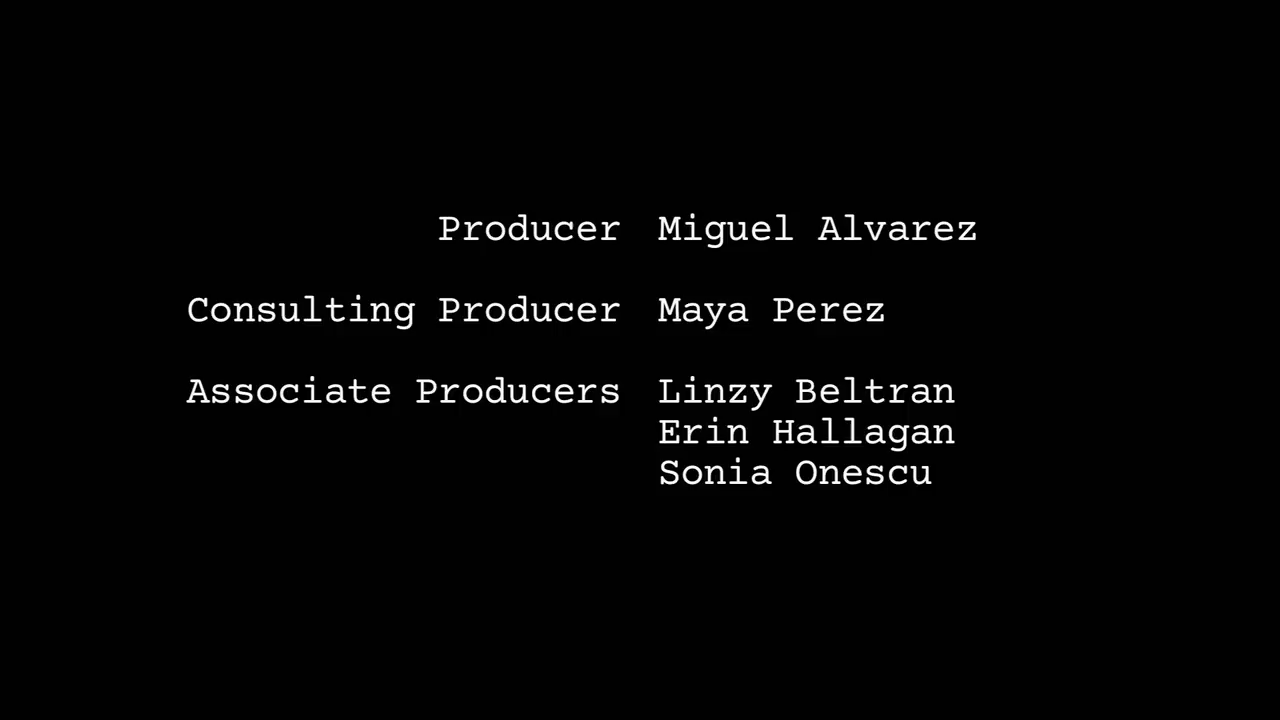 Producer Miguel Alvarez
Consulting Producer Maya Perez
Associate Producers Linzy Beltran
Erin Hallagan
Sonia Onescu